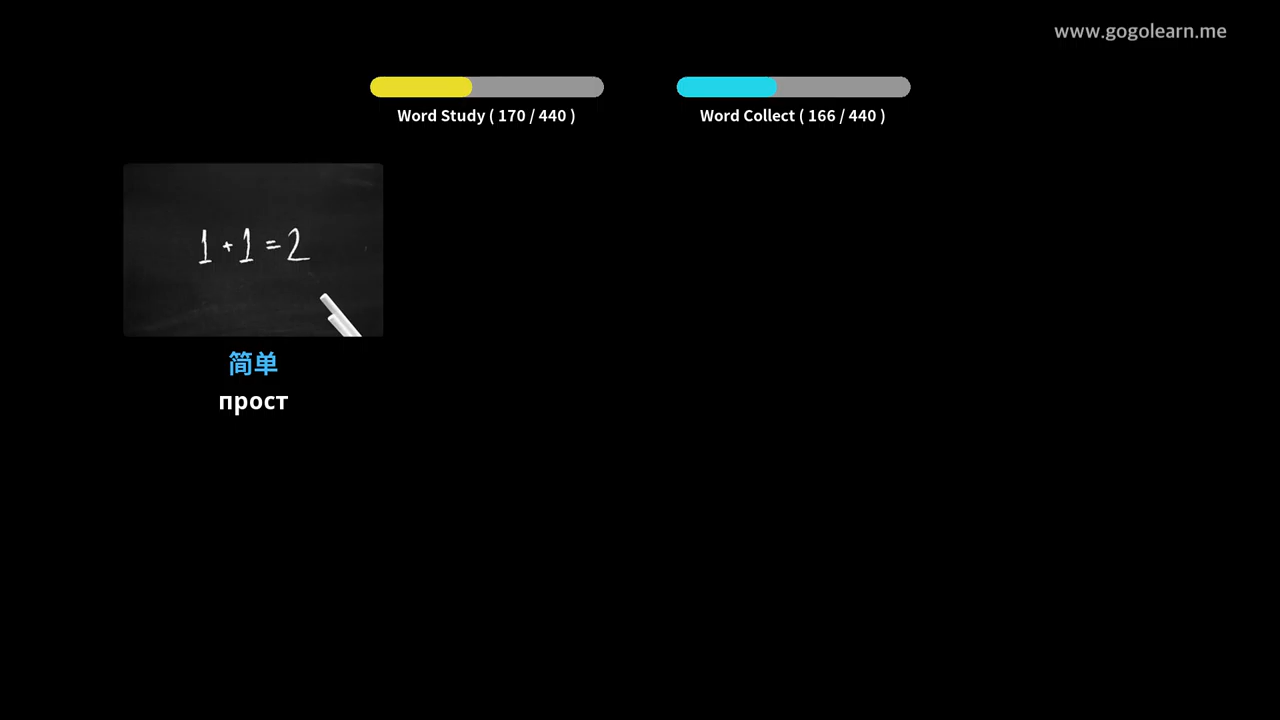 www.gogolearn.me
Word Study ( 170 / 440 )
Word Collect ( 166 / 440 )
1 + 1 = 2
简单
прост